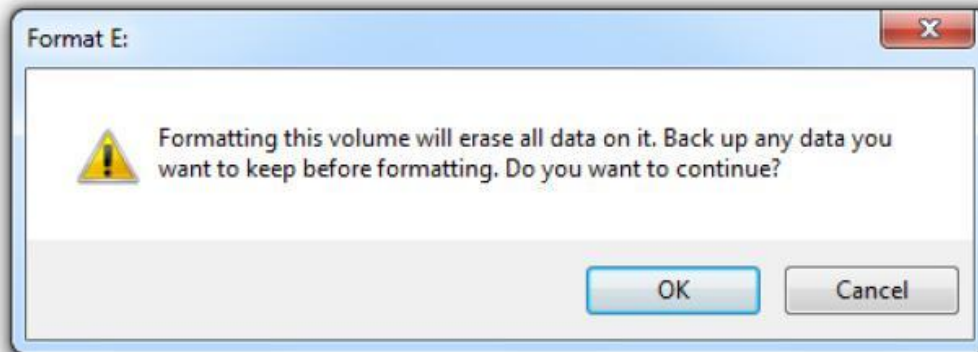 Format E:
Formatting this volume will erase all data on it. Back up any data you
want to keep before formatting. Do you want to continue?
OK
Cancel